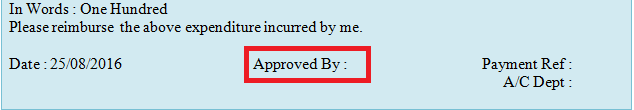 In Words : One Hundred
Please reimburse the above expenditure incurred by me.
Date : 25/08/2016 Approved By : Payment Ref :
A/C Dept :